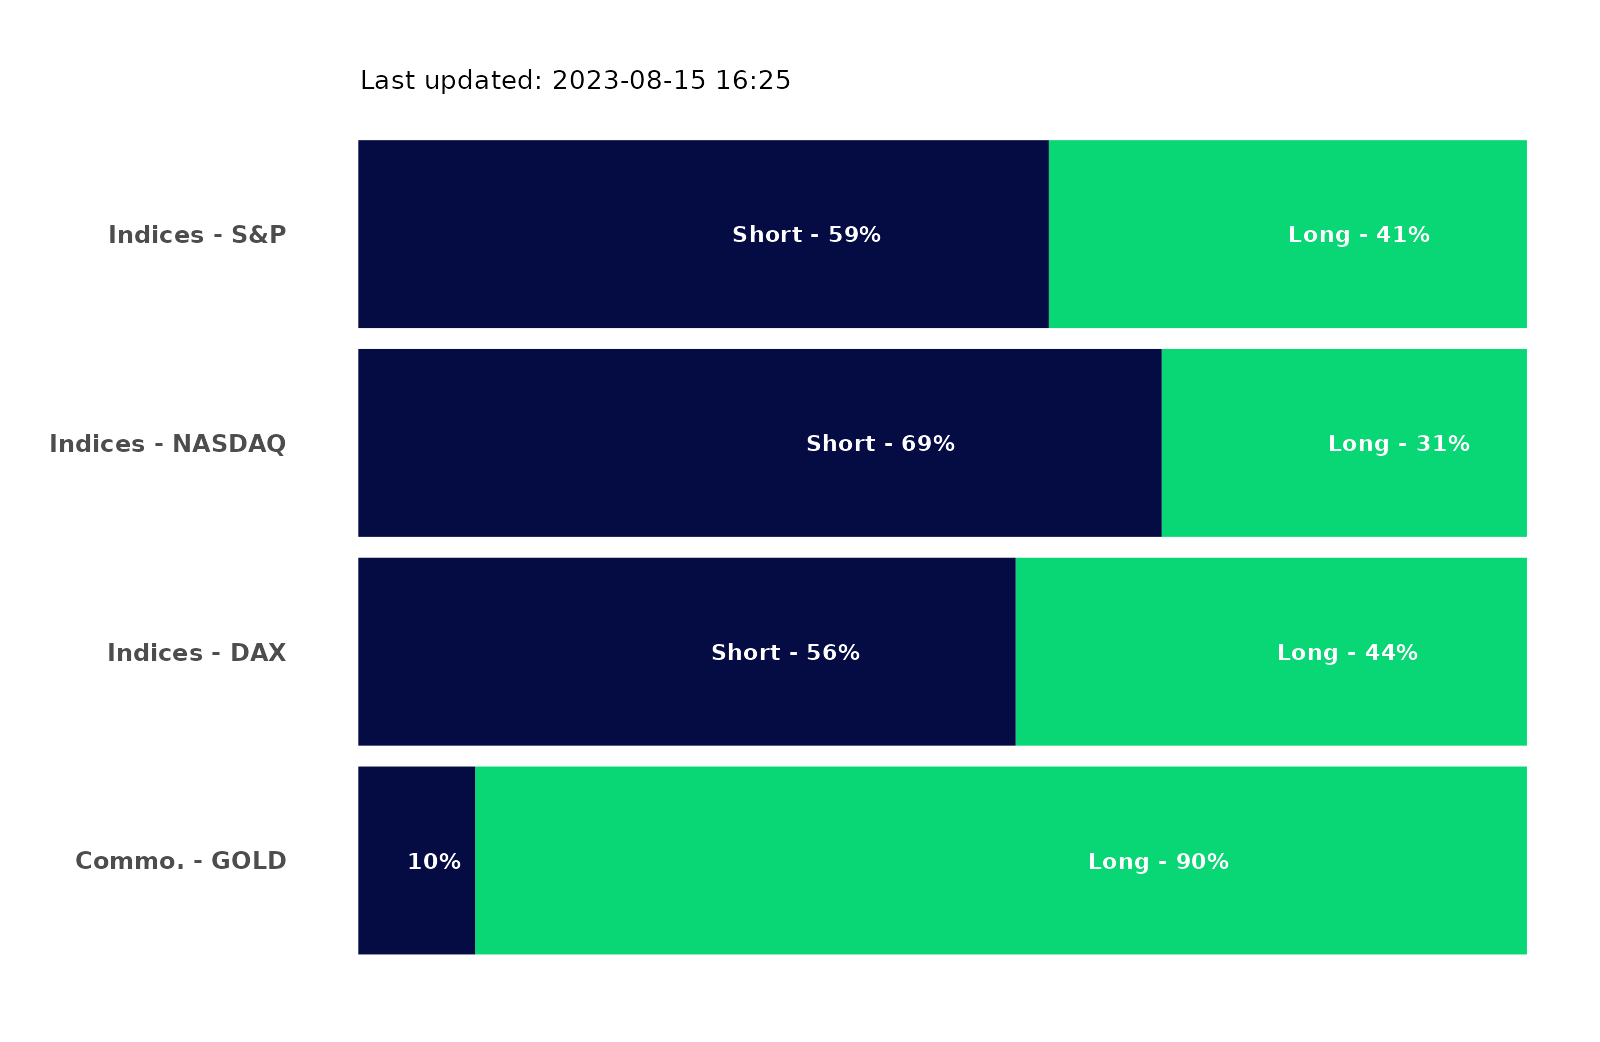 Last updated: 2023-08-15 16:25
Indices - S&P Short - 59% Long - 41%
Indices - NASDAQ Short - 69% Long - 31%
Indices - DAX Short - 56% Long - 44%
Commo. - GOLD 10% Long - 90%